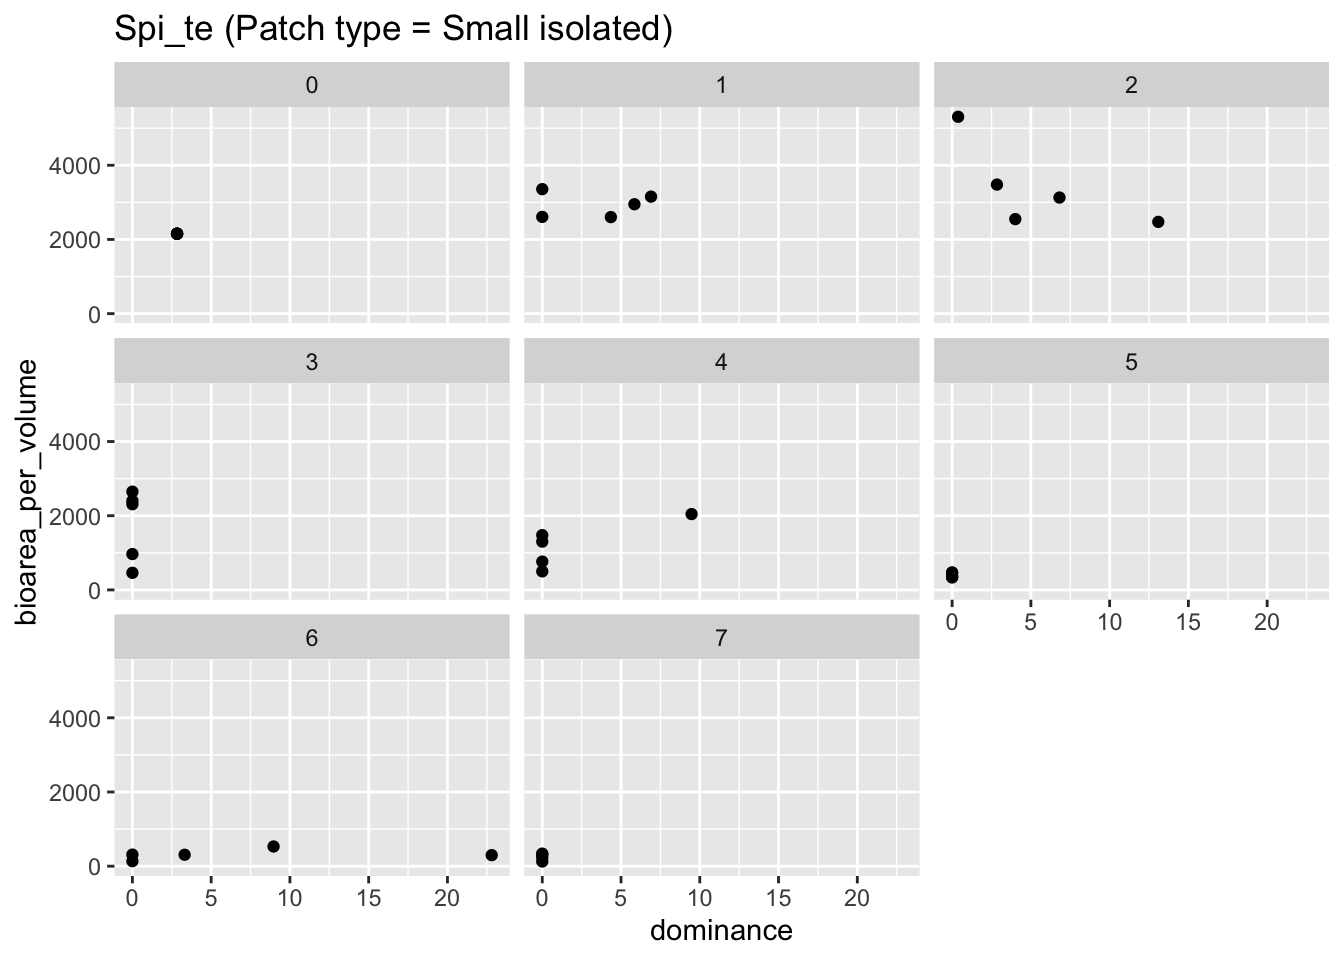 Spi_te (Patch type = Small isolated)
0 1 2
4000
2000
0
3 4 5
4000
2000
0
0 5 10 15 20
6 7
4000
2000
0
0 5 10 15 20 0 5 10 15 20
dominance
bioarea_per_volume